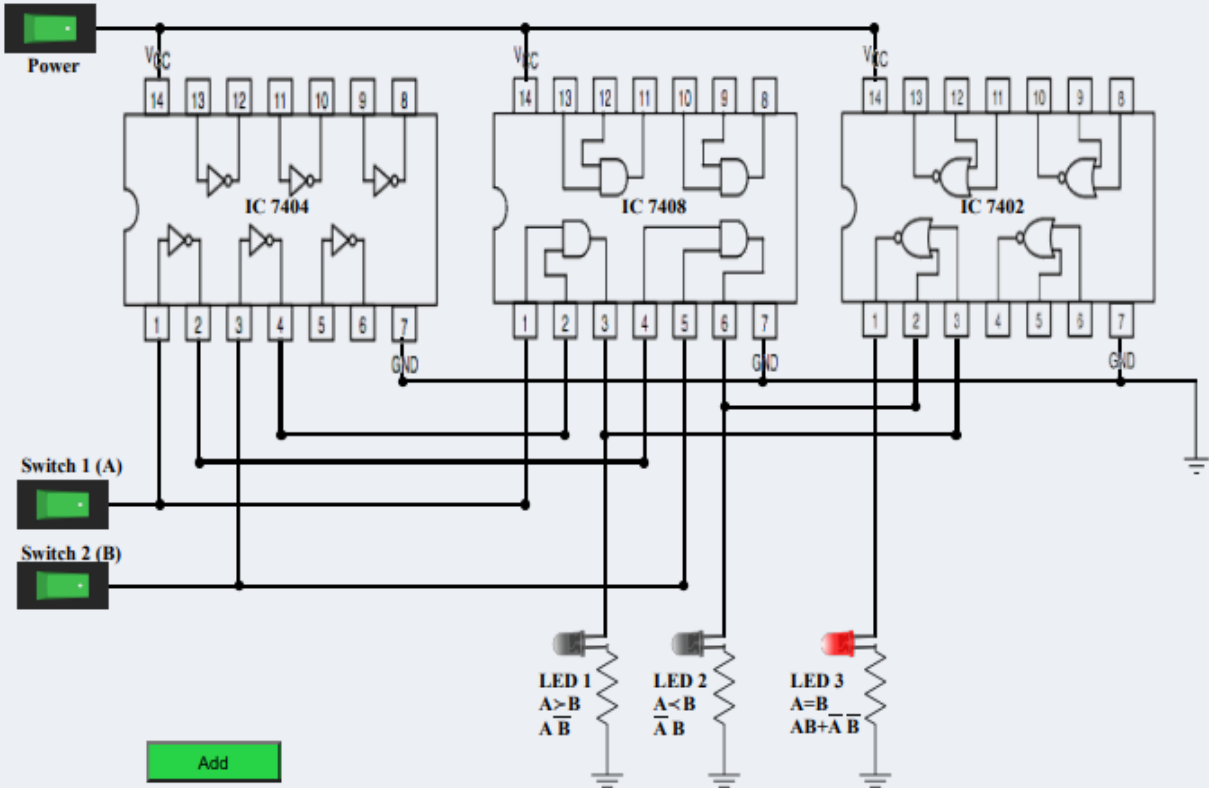 Power
VCC
VCC
VCC
14 13 12 11 10 9 8
14 13 12 11 10 9 8
14 13 12 11 10 9 8
IC 7404
IC 7408
IC 7402
1 2 3 4 5 6 7
1 2 3 4 5 6 7
1 2 3 4 5 6 7
GND
GND
GND
Switch 1 (A)
Switch 2 (B)
LED 1
A>B
A B̅
LED 2
A<B
A̅ B
LED 3
A=B
AB+A̅ B̅
Add